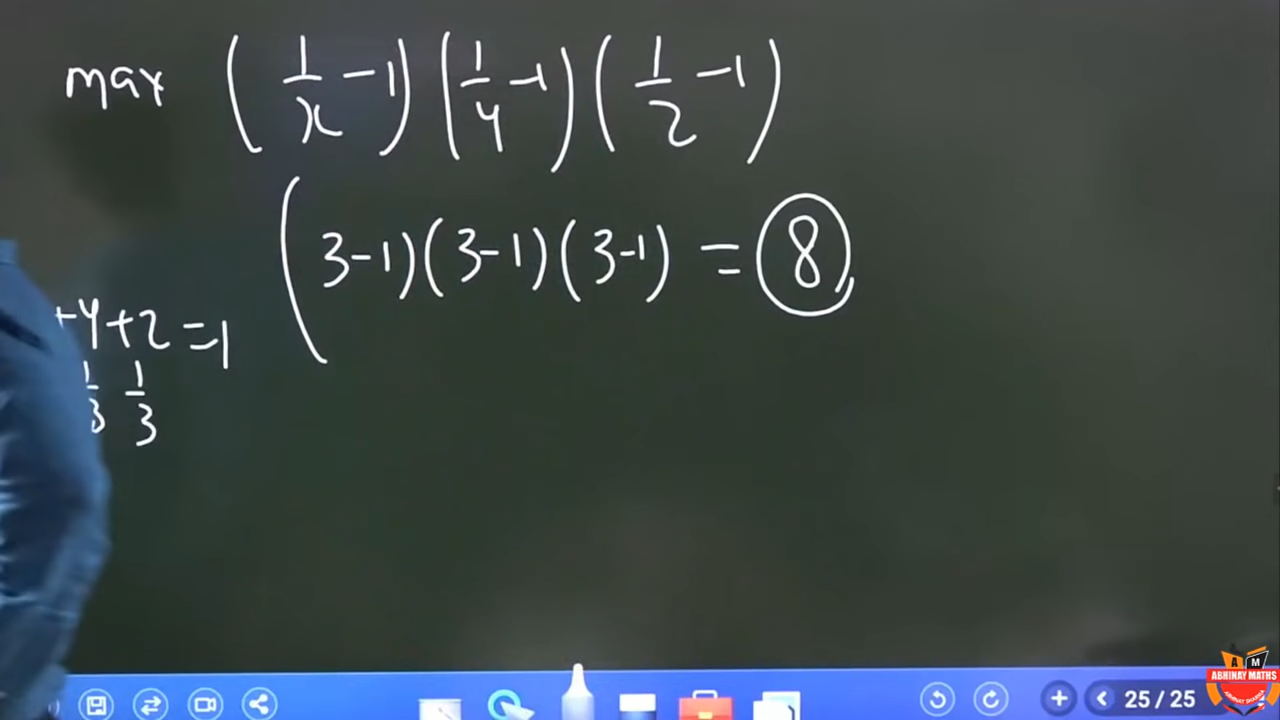 max (1/x - 1) (1/y - 1) (1/z - 1)
(3-1)(3-1)(3-1) = 8
+y+z=1
1/3 1/3
25 / 25
A M
ABHINAY MATHS